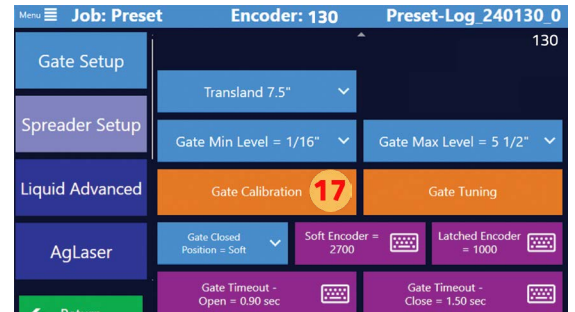 Menu Job: Preset Encoder: 130 Preset-Log_240130_0
130
Gate Setup
Transland 7.5"
Spreader Setup
Gate Min Level = 1/16" Gate Max Level = 5 1/2"
Liquid Advanced
Gate Calibration 17 Gate Tuning
AgLaser
Gate Closed
Position = Soft
Soft Encoder =
2700
Latched Encoder
= 1000
Gate Timeout -
Open = 0.90 sec
Gate Timeout -
Close = 1.50 sec